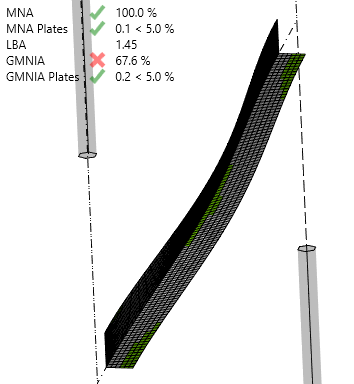 MNA 100.0 %
MNA Plates 0.1 < 5.0 %
LBA 1.45
GMNIA 67.6 %
GMNIA Plates 0.2 < 5.0 %